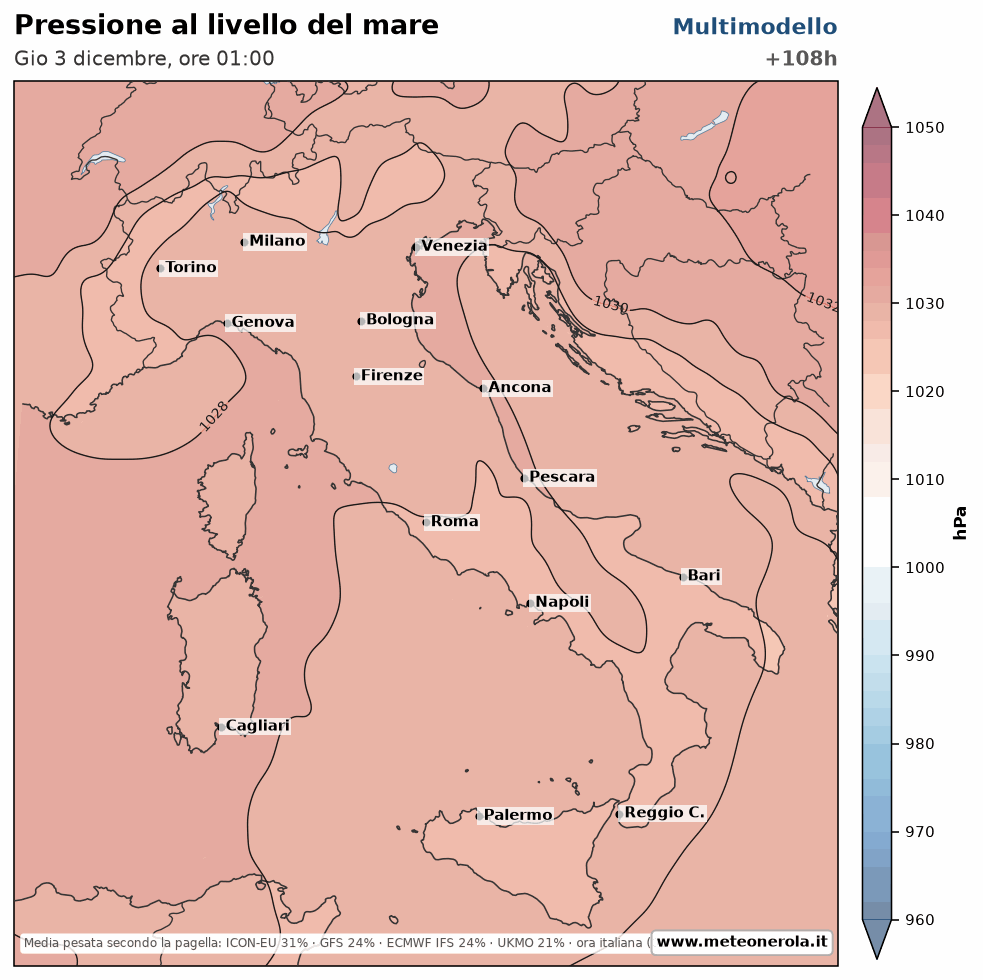 Pressione al livello del mare
Multimodello
Gio 3 dicembre, ore 01:00
+108h
1050
1040
1030
1020
1010
1000
990
980
970
960
hPa
Milano
Venezia
Torino
1030
1032
Genova
Bologna
Firenze
Ancona
1028
Pescara
Roma
Bari
Napoli
Cagliari
Palermo
Reggio C.
Media pesata secondo la pagella: ICON-EU 31% · GFS 24% · ECMWF IFS 24% · UKMO 21% · ora italiana (
www.meteonerola.it